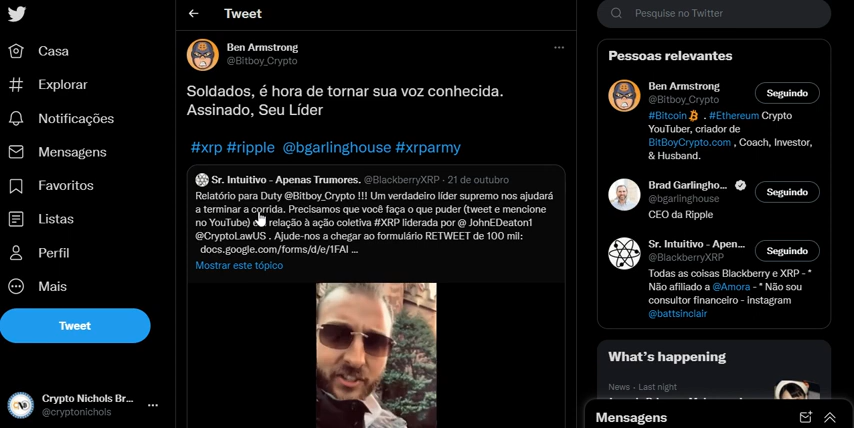 Casa
Explorar
Notificações
Mensagens
Favoritos
Listas
Perfil
Mais
Tweet
Crypto Nichols Br...
@cryptonichols
Tweet
Ben Armstrong
@Bitboy_Crypto
Soldados, é hora de tornar sua voz conhecida.
Assinado, Seu Líder
#xrp #ripple @bgarlinghouse #xrparmy
Sr. Intuitivo - Apenas Trumores. @BlackberryXRP · 21 de outubro
Relatório para Duty @Bitboy_Crypto !!! Um verdadeiro líder supremo nos ajudará
a terminar a corrida. Precisamos que você faça o que puder (tweet e mencione
no YouTube) relação à ação coletiva #XRP liderada por @ JohnEDeaton1
@CryptoLawUS . Ajude-nos a chegar ao formulário RETWEET de 100 mil:
docs.google.com/forms/d/e/1FAI ...
Mostrar este tópico
Pesquise no Twitter
Pessoas relevantes
Ben Armstrong
@Bitboy_Crypto
Seguindo
#Bitcoin . #Ethereum Crypto
YouTuber, criador de
BitBoyCrypto.com , Coach, Investor,
& Husband.
Brad Garlingho...
@bgarlinghouse
Seguindo
CEO da Ripple
Sr. Intuitivo - Apen...
@BlackberryXRP
Seguindo
Todas as coisas Blackberry e XRP - *
Não afiliado a @Amora - * Não sou
consultor financeiro - instagram
@battsinclair
What's happening
News · Last night
Mensagens